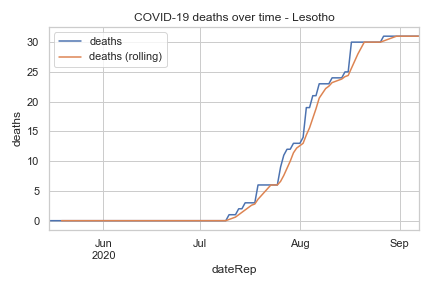 COVID-19 deaths over time - Lesotho
deaths
deaths (rolling)
30
25
20
15
10
5
0
deaths
Jun
2020
Jul
Aug
Sep
dateRep